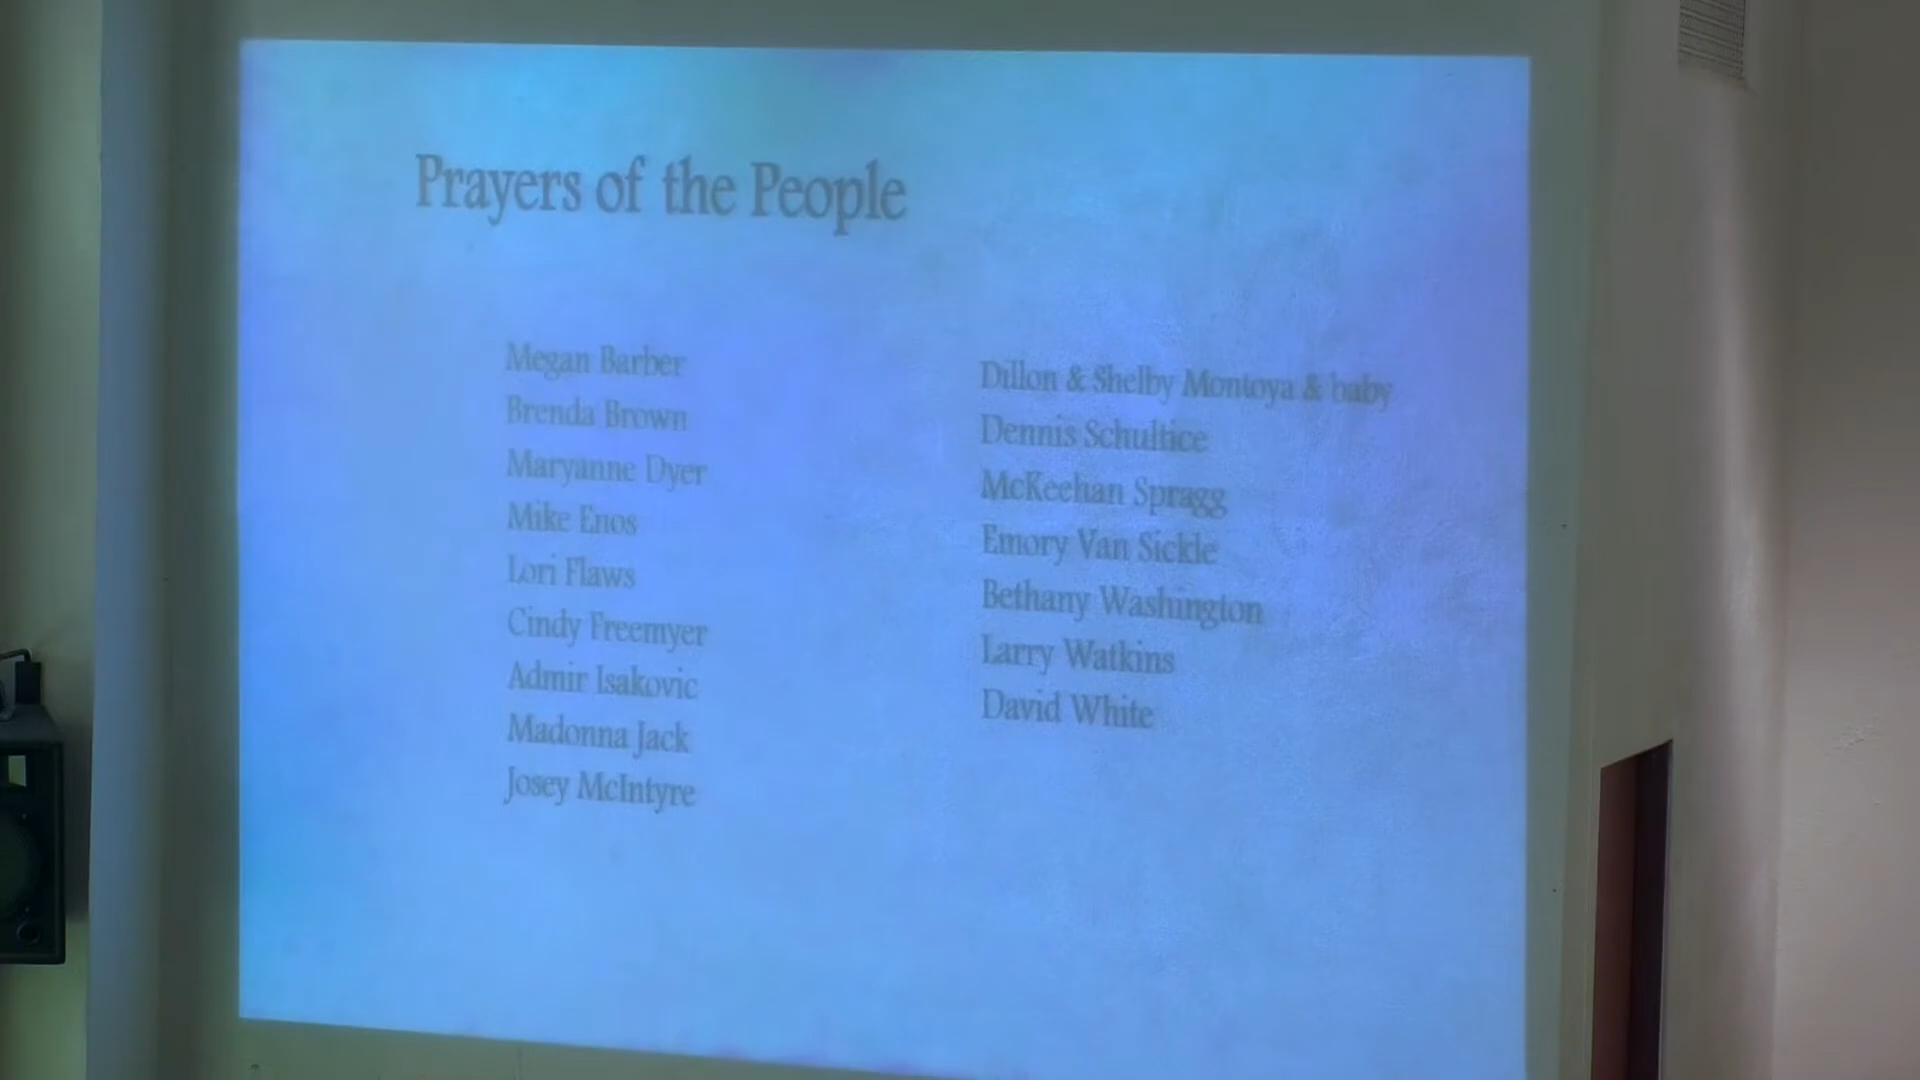 Prayers of the People
Megan Barber
Brenda Brown
Maryanne Dyer
Mike Enos
Lori Flaws
Cindy Freemyer
Admir Isakovic
Madonna Jack
Josey McIntyre
Dillon & Shelby Montoya & baby
Dennis Schultice
McKeehan Spragg
Emory Van Sickle
Bethany Washington
Larry Watkins
David White